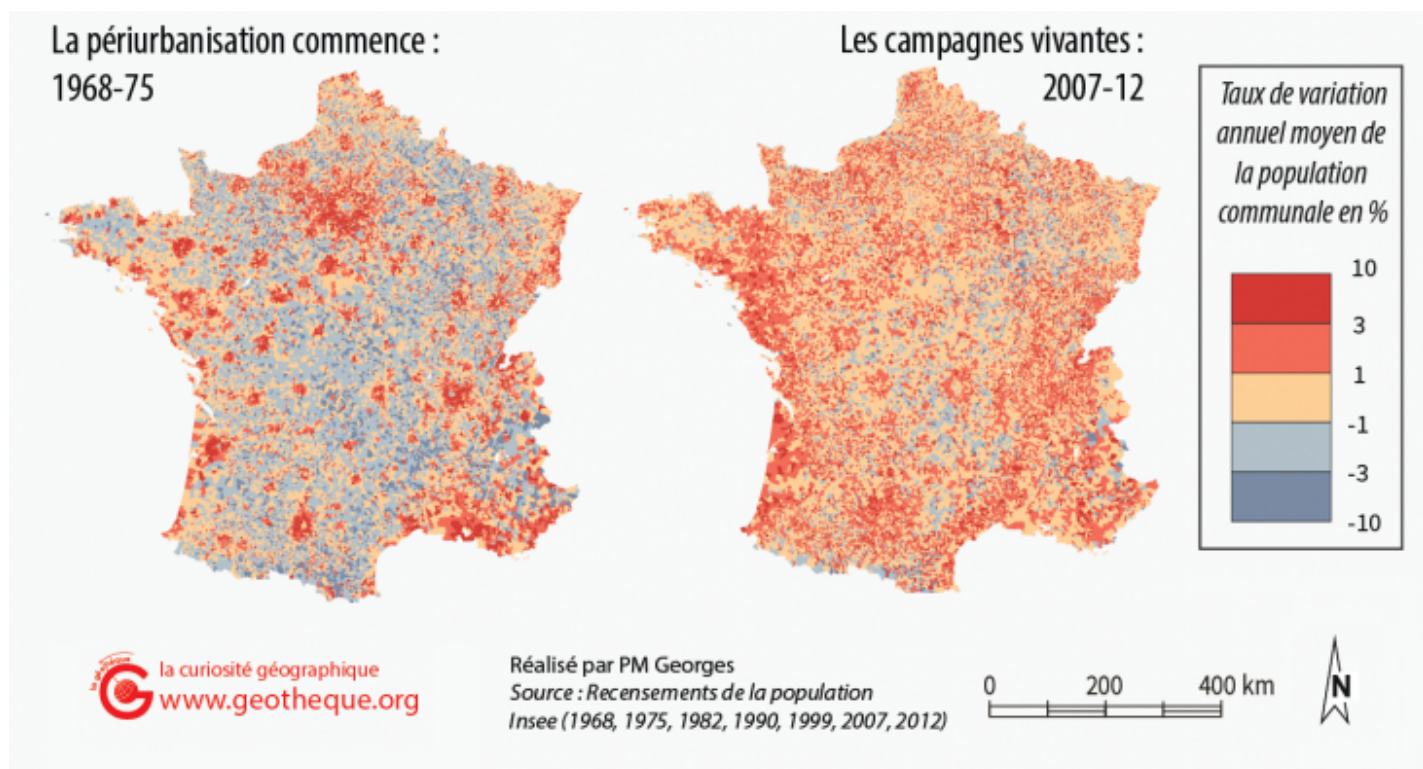 La périurbanisation commence :
1968-75
Les campagnes vivantes :
2007-12
Taux de variation
annuel moyen de
la population
communale en %
10
3
1
-1
-3
-10
la géothèque
la curiosité géographique
www.geotheque.org
Réalisé par PM Georges
Source : Recensements de la population
Insee (1968, 1975, 1982, 1990, 1999, 2007, 2012)
0 200 400 km
N